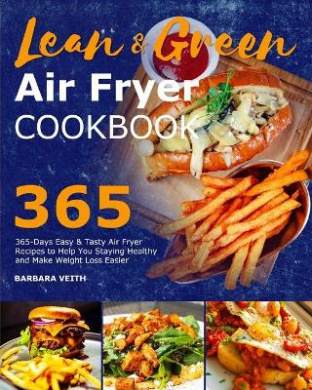 Lean & Green
Air Fryer
COOKBOOK
365
365-Days Easy & Tasty Air Fryer
Recipes to Help You Staying Healthy
and Make Weight Loss Easier
BARBARA VEITH